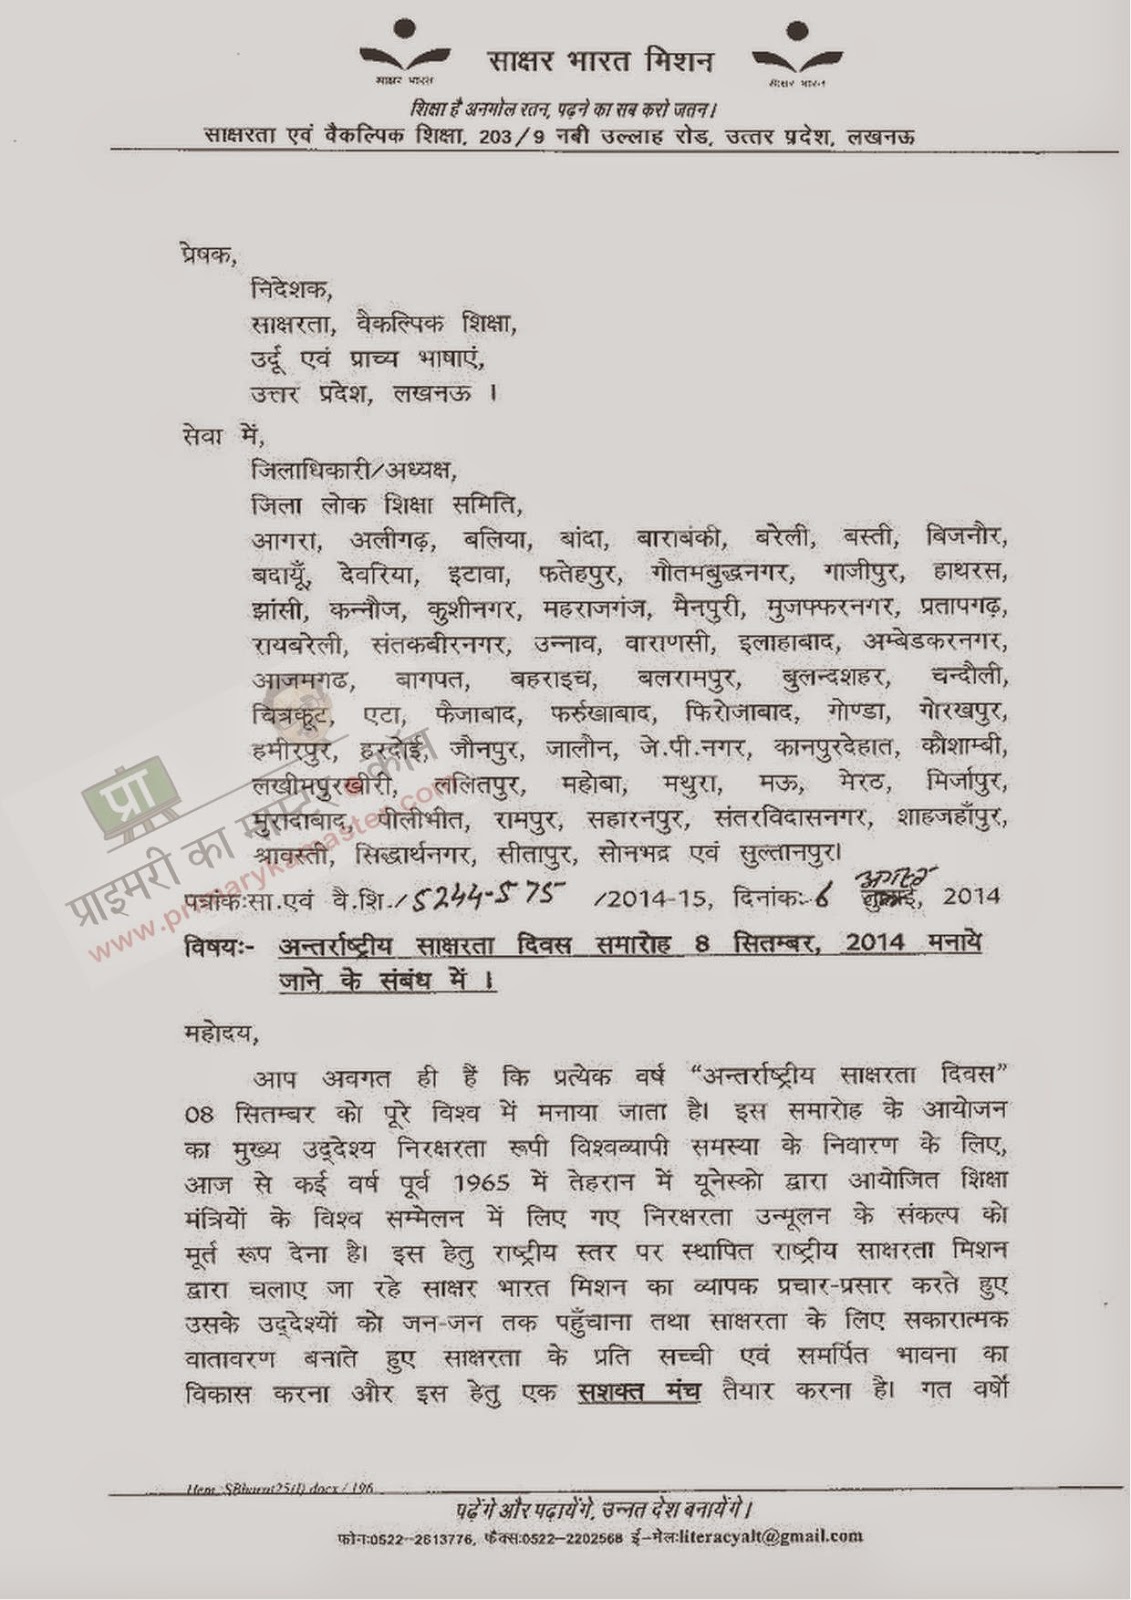 साक्षर भारत मिशन
साक्षर भारत
साक्षर भारत
शिक्षा है अनमोल रतन, पढ़ने का सब करो जतन।
साक्षरता एवं वैकल्पिक शिक्षा, 203/9 नबी उल्लाह रोड, उत्तर प्रदेश, लखनऊ
प्रेषक,
निदेशक,
साक्षरता, वैकल्पिक शिक्षा,
उर्दू एवं प्राच्य भाषाएं,
उत्तर प्रदेश, लखनऊ ।
सेवा में,
जिलाधिकारी/अध्यक्ष,
जिला लोक शिक्षा समिति,
आगरा, अलीगढ़, बलिया, बांदा, बाराबंकी, बरेली, बस्ती, बिजनौर,
बदायूँ, देवरिया, इटावा, फतेहपुर, गौतमबुद्धनगर, गाजीपुर, हाथरस,
झांसी, कन्नौज, कुशीनगर, महराजगंज, मैनपुरी, मुजफ्फरनगर, प्रतापगढ़,
रायबरेली, संतकबीरनगर, उन्नाव, वाराणसी, इलाहाबाद, अम्बेडकरनगर,
आजमगढ, बागपत, बहराइच, बलरामपुर, बुलन्दशहर, चन्दौली,
चित्रकूट, एटा, फैजाबाद, फर्रुखाबाद, फिरोजाबाद, गोण्डा, गोरखपुर,
हमीरपुर, हरदोई, जौनपुर, जालौन, जे.पी.नगर, कानपुरदेहात, कौशाम्बी,
लखीमपुरखीरी, ललितपुर, महोबा, मथुरा, मऊ, मेरठ, मिर्जापुर,
मुरादाबाद, पीलीभीत, रामपुर, सहारनपुर, संतरविदासनगर, शाहजहाँपुर,
श्रावस्ती, सिद्धार्थनगर, सीतापुर, सोनभद्र एवं सुल्तानपुर।
पत्रांक:सा.एवं वै.शि./5244-575 /2014-15, दिनांक: 6 अगस्त जुलाई, 2014
विषय:- अन्तर्राष्ट्रीय साक्षरता दिवस समारोह 8 सितम्बर, 2014 मनाये
जाने के संबंध में ।
महोदय,
आप अवगत ही हैं कि प्रत्येक वर्ष "अन्तर्राष्ट्रीय साक्षरता दिवस"
08 सितम्बर को पूरे विश्व में मनाया जाता है। इस समारोह के आयोजन
का मुख्य उद्देश्य निरक्षरता रूपी विश्वव्यापी समस्या के निवारण के लिए,
आज से कई वर्ष पूर्व 1965 में तेहरान में यूनेस्को द्वारा आयोजित शिक्षा
मंत्रियों के विश्व सम्मेलन में लिए गए निरक्षरता उन्मूलन के संकल्प को
मूर्त रूप देना है। इस हेतु राष्ट्रीय स्तर पर स्थापित राष्ट्रीय साक्षरता मिशन
द्वारा चलाए जा रहे साक्षर भारत मिशन का व्यापक प्रचार-प्रसार करते हुए
उसके उद्देश्यों को जन-जन तक पहुँचाना तथा साक्षरता के लिए सकारात्मक
वातावरण बनाते हुए साक्षरता के प्रति सच्ची एवं समर्पित भावना का
विकास करना और इस हेतु एक सशक्त मंच तैयार करना है। गत वर्षों
प्रा
प्राइमरी का मास्टर.कॉम
www.primarykamaster.com
Hem_SBharat25(I).docx / 196
पढ़ेंगे और पढ़ायेंगे, उन्नत देश बनायेंगे।
फोन:0522-2613776, फैक्स:0522-2202568 ई-मेल:literacyalt@gmail.com